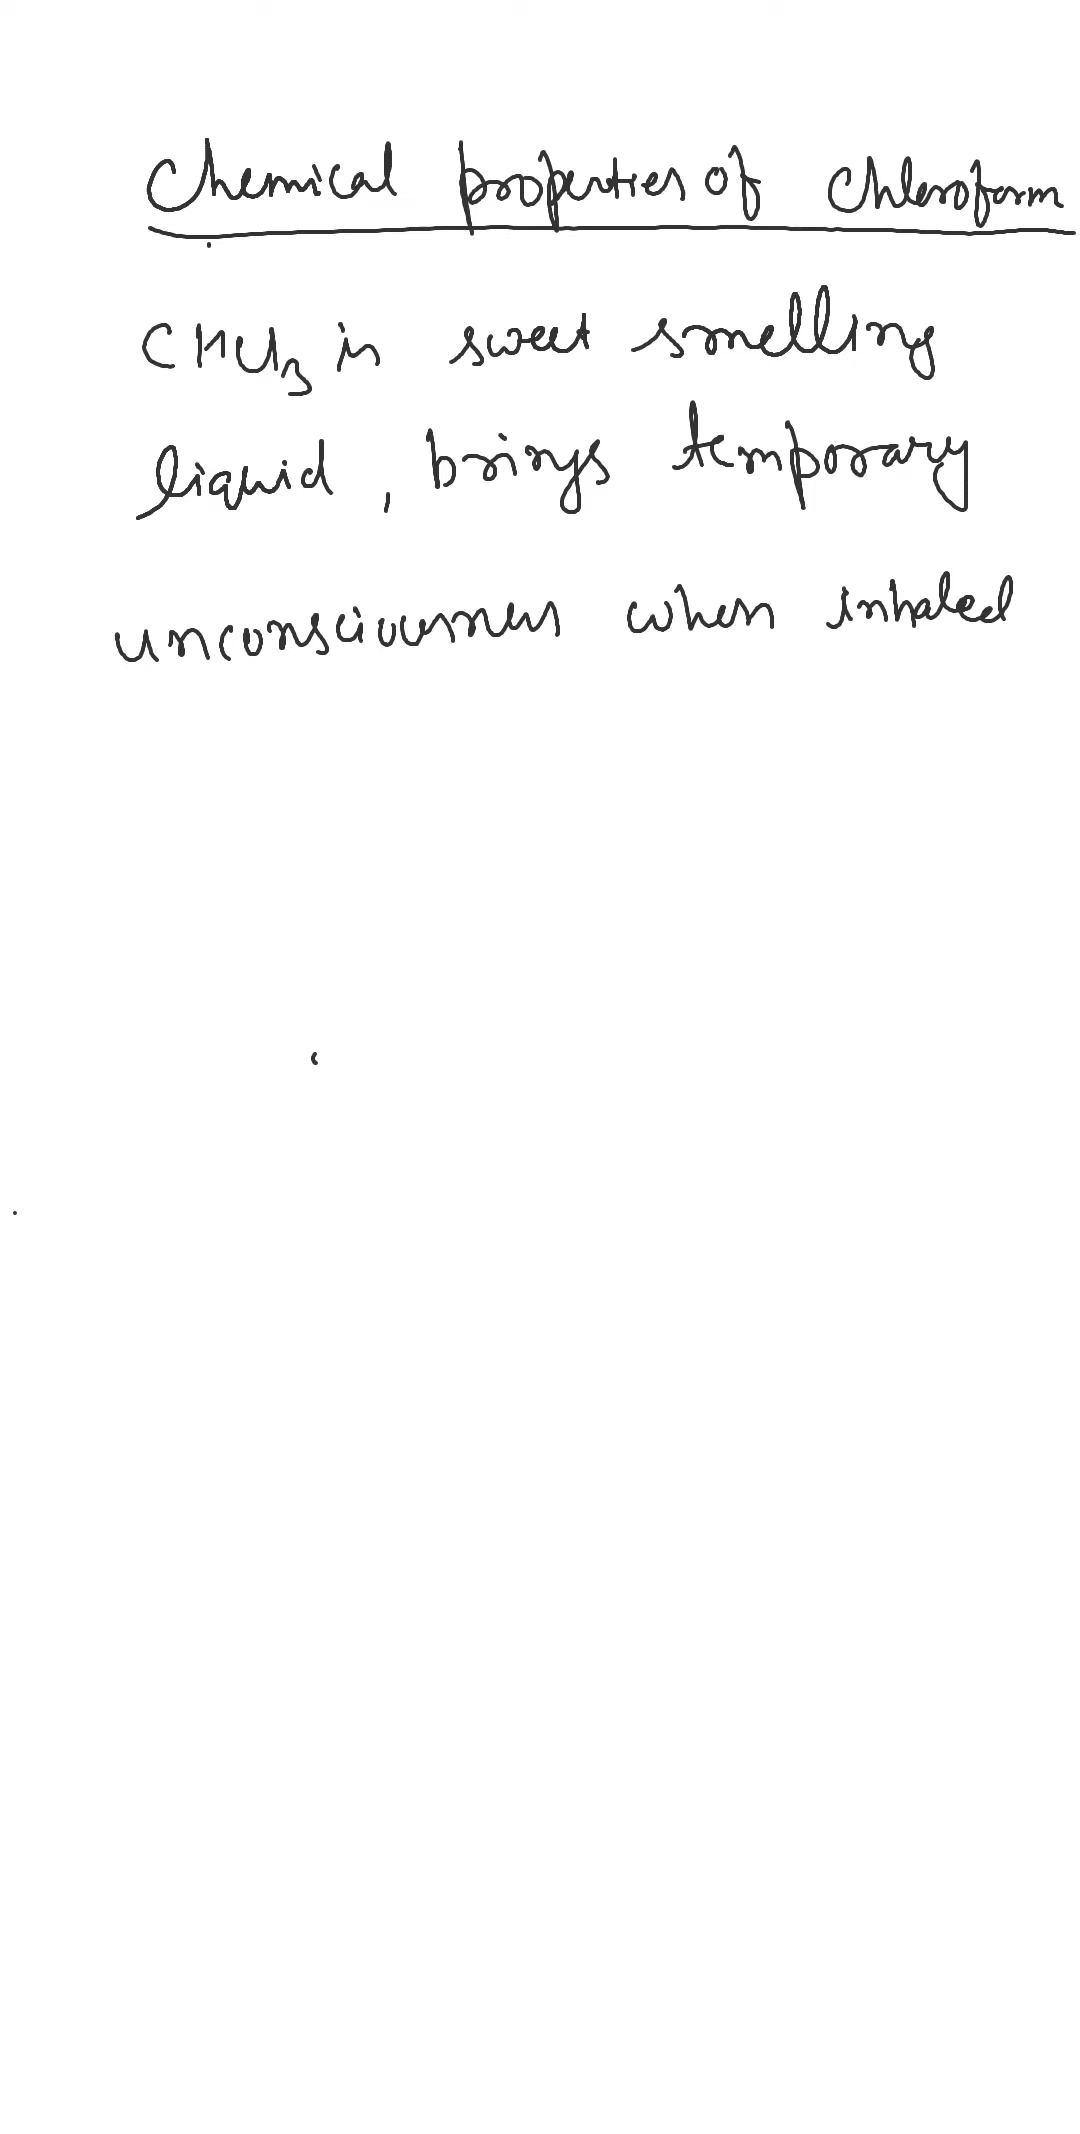 Chemical properties of Chloroform
CHCl3 is sweet smelling
liquid, brings temporary
unconsciousness when inhaled